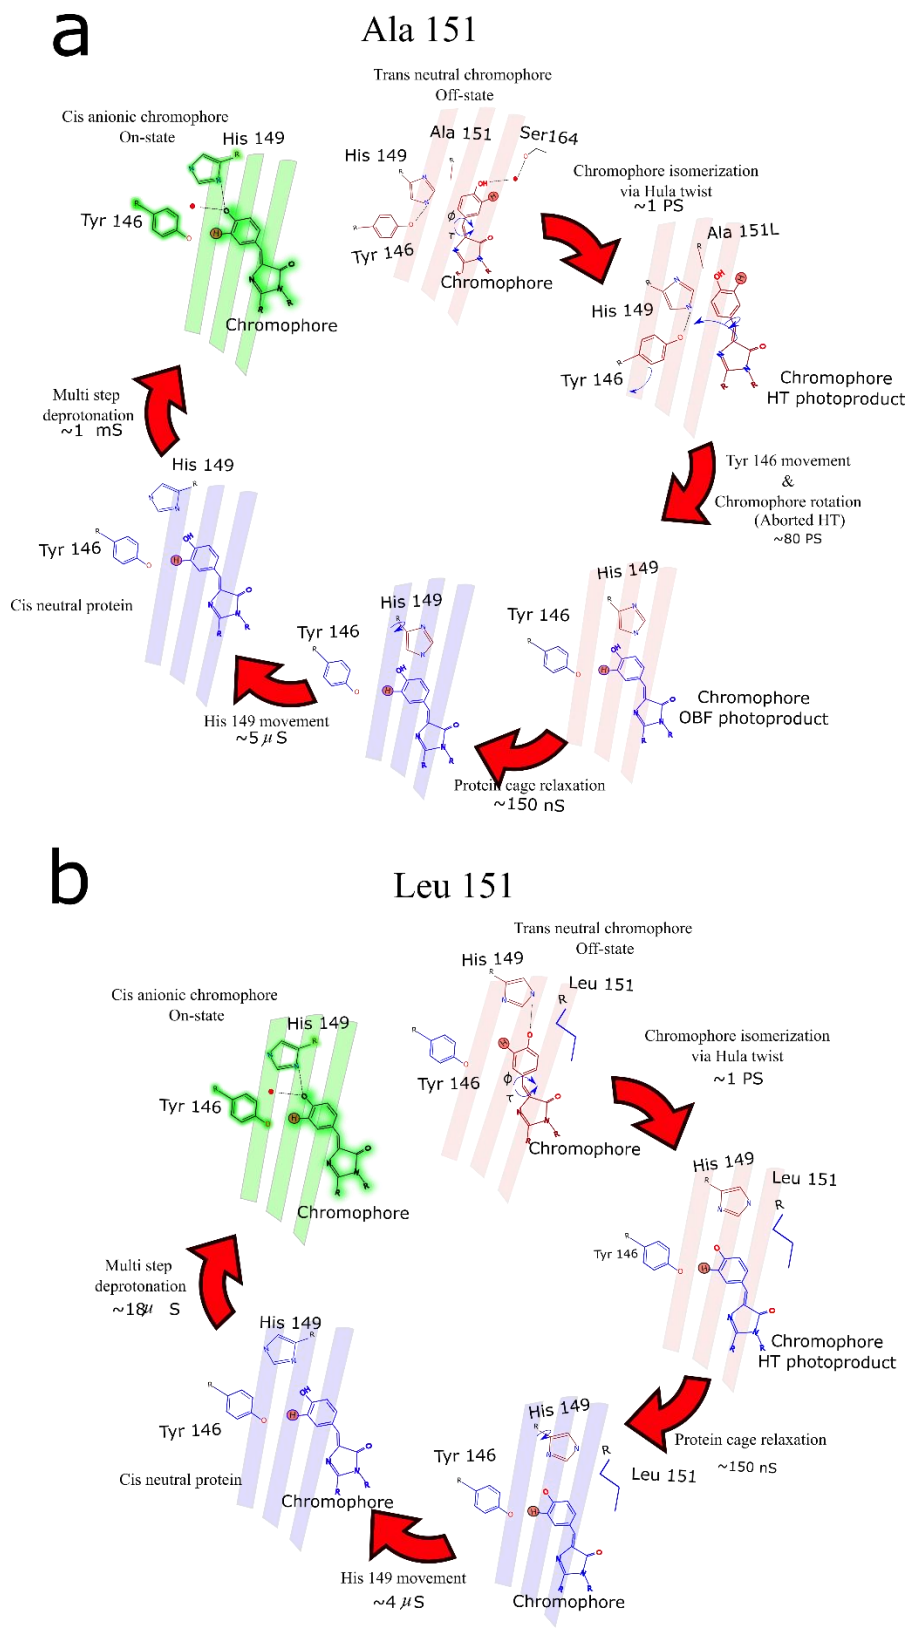 a
Ala 151
Trans neutral chromophore
Off-state
Cis anionic chromophore
On-state
His 149
Tyr 146
R
N
N
R
O
O
H
O
N
N
R
R
Chromophore
His 149
Ala 151
Ser164
R
R
N
N
R
O
OH
O
H
Φ
τ
O
N
N
R
R
Tyr 146
Chromophore
Chromophore isomerization
via Hula twist
~1 PS
Ala 151L
R
R
N
N
OH
H
His 149
O
R
Tyr 146
O
N
N
R
R
Chromophore
HT photoproduct
Tyr 146 movement
&
Chromophore rotation
(Aborted HT)
~80 PS
His 149
Tyr 146
R
N
N
R
O
OH
H
O
N
N
R
R
Chromophore
OBF photoproduct
Protein cage relaxation
~150 nS
His 149
Tyr 146
R
N
N
R
O
OH
H
O
N
N
R
R
His 149 movement
~5 μ S
His 149
Tyr 146
R
N
N
R
O
OH
H
O
N
N
R
R
Cis neutral protein
Multi step
deprotonation
~1 mS
b
Leu 151
Trans neutral chromophore
Off-state
His 149
Leu 151
R
R
N
N
O
H
R
O
Tyr 146
Φ
τ
O
N
N
R
R
Chromophore
Chromophore isomerization
via Hula twist
~1 PS
His 149
Leu 151
R
R
N
N
Tyr 146
R
O
O
H
O
N
N
R
R
Chromophore
HT photoproduct
Protein cage relaxation
~150 nS
His 149
Tyr 146
Leu 151
R
R
N
N
R
O
O
H
O
N
N
R
R
Chromophore
His 149 movement
~4 μ S
His 149
Tyr 146
R
N
N
R
O
OH
H
O
N
N
R
R
Cis neutral protein
Chromophore
Multi step
deprotonation
~18μ S
Cis anionic chromophore
On-state
His 149
Tyr 146
R
N
N
R
O
O
H
O
N
N
R
R
Chromophore